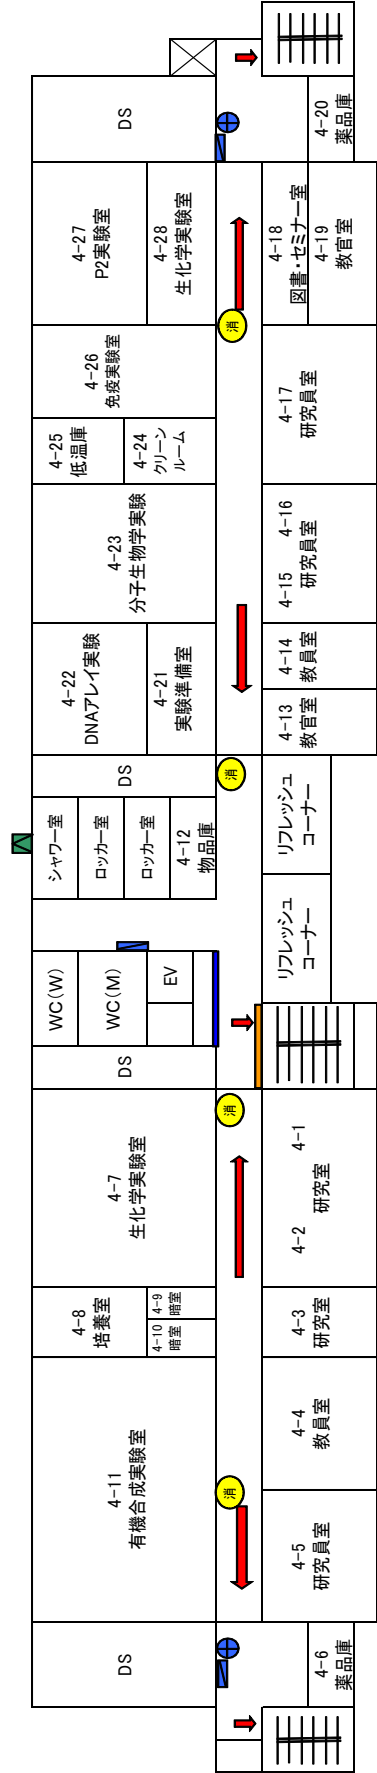 DS
4-11
有機合成実験室
4-8
培養室
4-10
暗室
4-9
暗室
4-7
生化学実験室
DS
WC(W)
WC(M)
EV
シャワー室
ロッカー室
ロッカー室
4-12
物品庫
DS
4-22
DNAアレイ実験
4-21
実験準備室
4-23
分子生物学実験
4-25
低温庫
4-24
クリーン
ルーム
4-26
免疫実験室
4-27
P2実験室
4-28
生化学実験室
DS
消
消
消
消
4-6
薬品庫
4-5
研究員室
4-4
教員室
4-3
研究室
4-2 4-1
研究室
リフレッシュ
コーナー
リフレッシュ
コーナー
4-13
教官室
4-14
教員室
4-15 4-16
研究員室
4-17
研究員室
4-18
図書・セミナー室
4-19
教官室
4-20
薬品庫